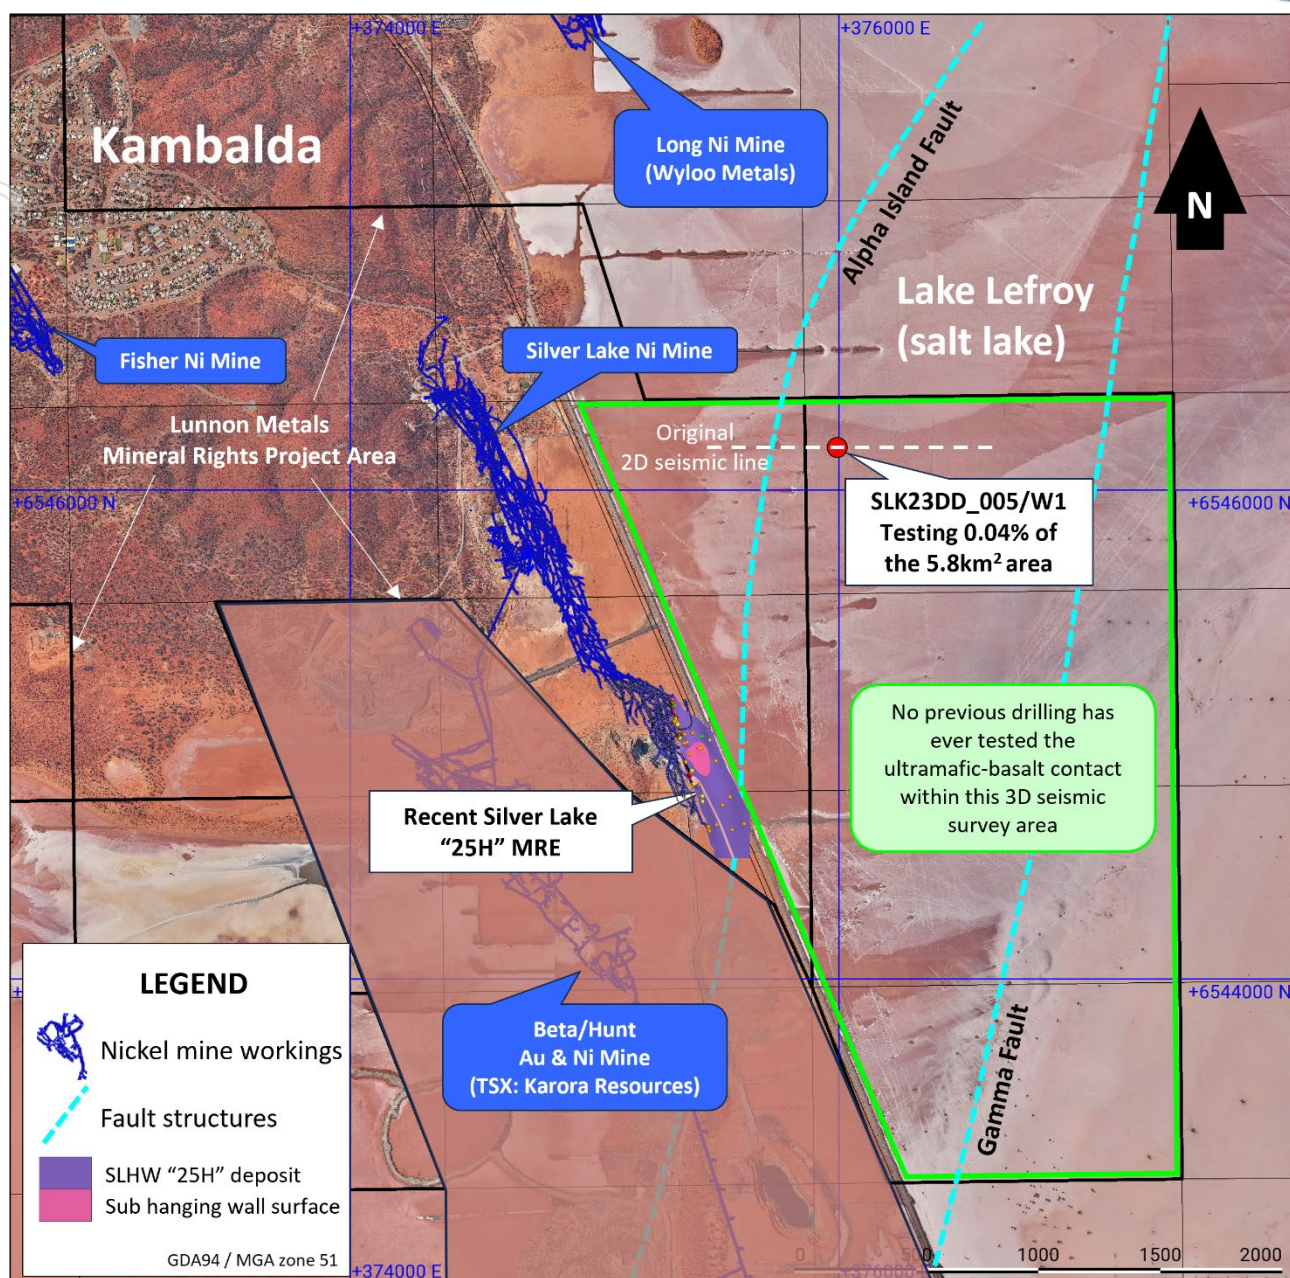 +374000 E
+376000 E
Kambalda
Long Ni Mine
(Wyloo Metals)
Alpha Island Fault
N
Lake Lefroy
(salt lake)
Fisher Ni Mine
Silver Lake Ni Mine
Lunnon Metals
Mineral Rights Project Area
Original
2D seismic line
+6546000 N
+6546000 N
SLK23DD_005/W1
Testing 0.04% of
the 5.8km² area
No previous drilling has
ever tested the
ultramafic-basalt contact
within this 3D seismic
survey area
Recent Silver Lake
“25H” MRE
LEGEND
Nickel mine workings
Fault structures
SLHW “25H” deposit
Sub hanging wall surface
GDA94 / MGA zone 51
+6544000 N
Beta/Hunt
Au & Ni Mine
(TSX: Karora Resources)
Gamma Fault
0 500 1000 1500 2000
+374000 E
+376000 E